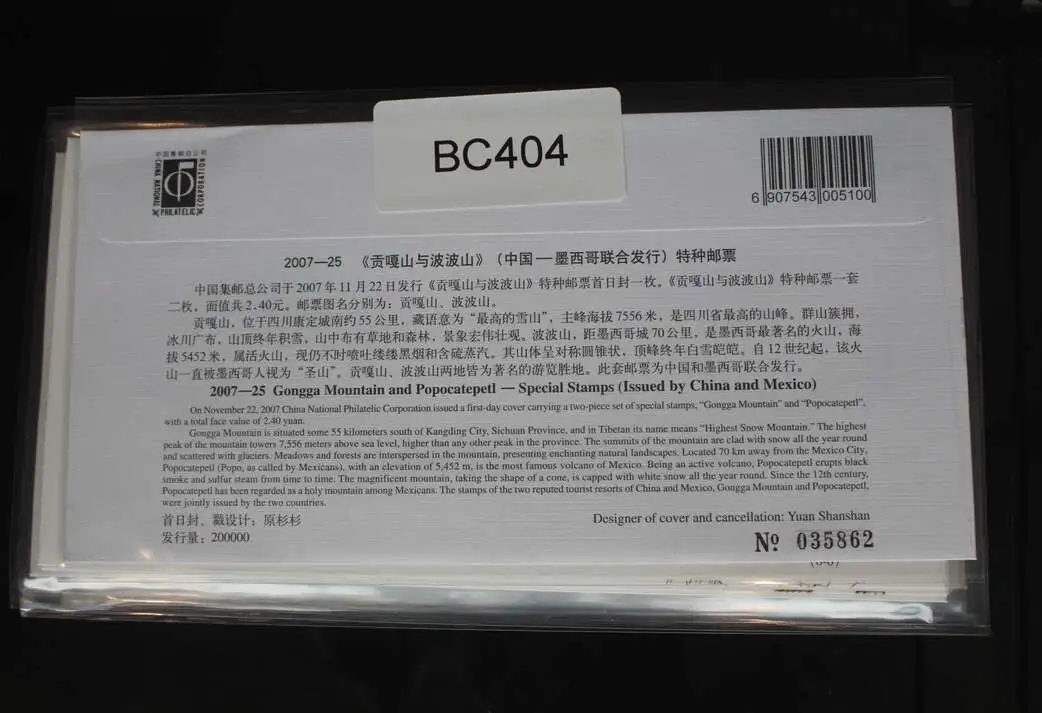 BC404
中国集邮总公司
CHINA NATIONAL
PHILATELIC
CORPORATION
6 907543 005100
2007—25 《贡嘎山与波波山》（中国—墨西哥联合发行）特种邮票
中国集邮总公司于2007年11月22日发行《贡嘎山与波波山》特种邮票首日封一枚。《贡嘎山与波波山》特种邮票一套
二枚，面值共2.40元。邮票图名分别为：贡嘎山、波波山。
贡嘎山，位于四川康定城南约55公里，藏语意为“最高的雪山”，主峰海拔7556米，是四川省最高的山峰。群山簇拥，
冰川广布，山顶终年积雪，山中布有草地和森林，景象宏伟壮观。波波山，距墨西哥城70公里，是墨西哥最著名的火山，海
拔5452米，属活火山，现仍不时喷吐缕缕黑烟和含硫蒸汽。其山体呈对称圆锥状，顶峰终年白雪皑皑。自12世纪起，该火
山一直被墨西哥人视为“圣山”。贡嘎山、波波山两地皆为著名的游览胜地。此套邮票为中国和墨西哥联合发行。
2007—25 Gongga Mountain and Popocatepetl — Special Stamps (Issued by China and Mexico)
On November 22, 2007 China National Philatelic Corporation issued a first-day cover carrying a two-piece set of special stamps, “Gongga Mountain” and “Popocatepetl”,
with a total face value of 2.40 yuan.
Gongga Mountain is situated some 55 kilometers south of Kangding City, Sichuan Province, and in Tibetan its name means “Highest Snow Mountain.” The highest
peak of the mountain towers 7,556 meters above sea level, higher than any other peak in the province. The summits of the mountain are clad with snow all the year round
and scattered with glaciers. Meadows and forests are interspersed in the mountain, presenting enchanting natural landscapes. Located 70 km away from the Mexico City,
Popocatepetl (Popo, as called by Mexicans), with an elevation of 5,452 m, is the most famous volcano of Mexico. Being an active volcano, Popocatepetl erupts black
smoke and sulfur steam from time to time. The magnificent mountain, taking the shape of a cone, is capped with white snow all the year round. Since the 12th century,
Popocatepetl has been regarded as a holy mountain among Mexicans. The stamps of the two reputed tourist resorts of China and Mexico, Gongga Mountain and Popocatepetl,
were jointly issued by the two countries.
首日封、戳设计：原杉杉
Designer of cover and cancellation: Yuan Shanshan
发行量：200000
№ 035862